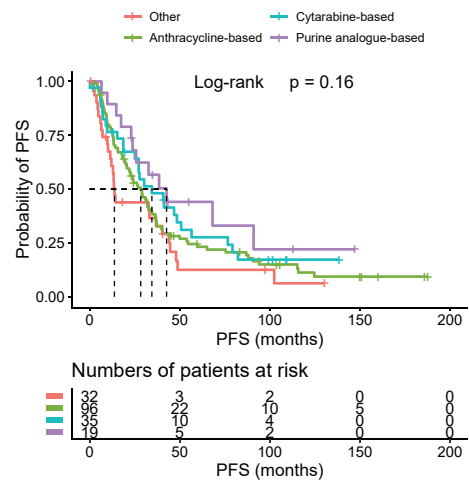 Other Cytarabine-based
Anthracycline-based Purine analogue-based
Log-rank p = 0.16
Probability of PFS
1.00
0.75
0.50
0.25
0.00
0 50 100 150 200
PFS (months)
Numbers of patients at risk
32 3 2 0 0
96 22 10 5 0
35 10 4 0 0
19 5 2 0 0
0 50 100 150 200
PFS (months)